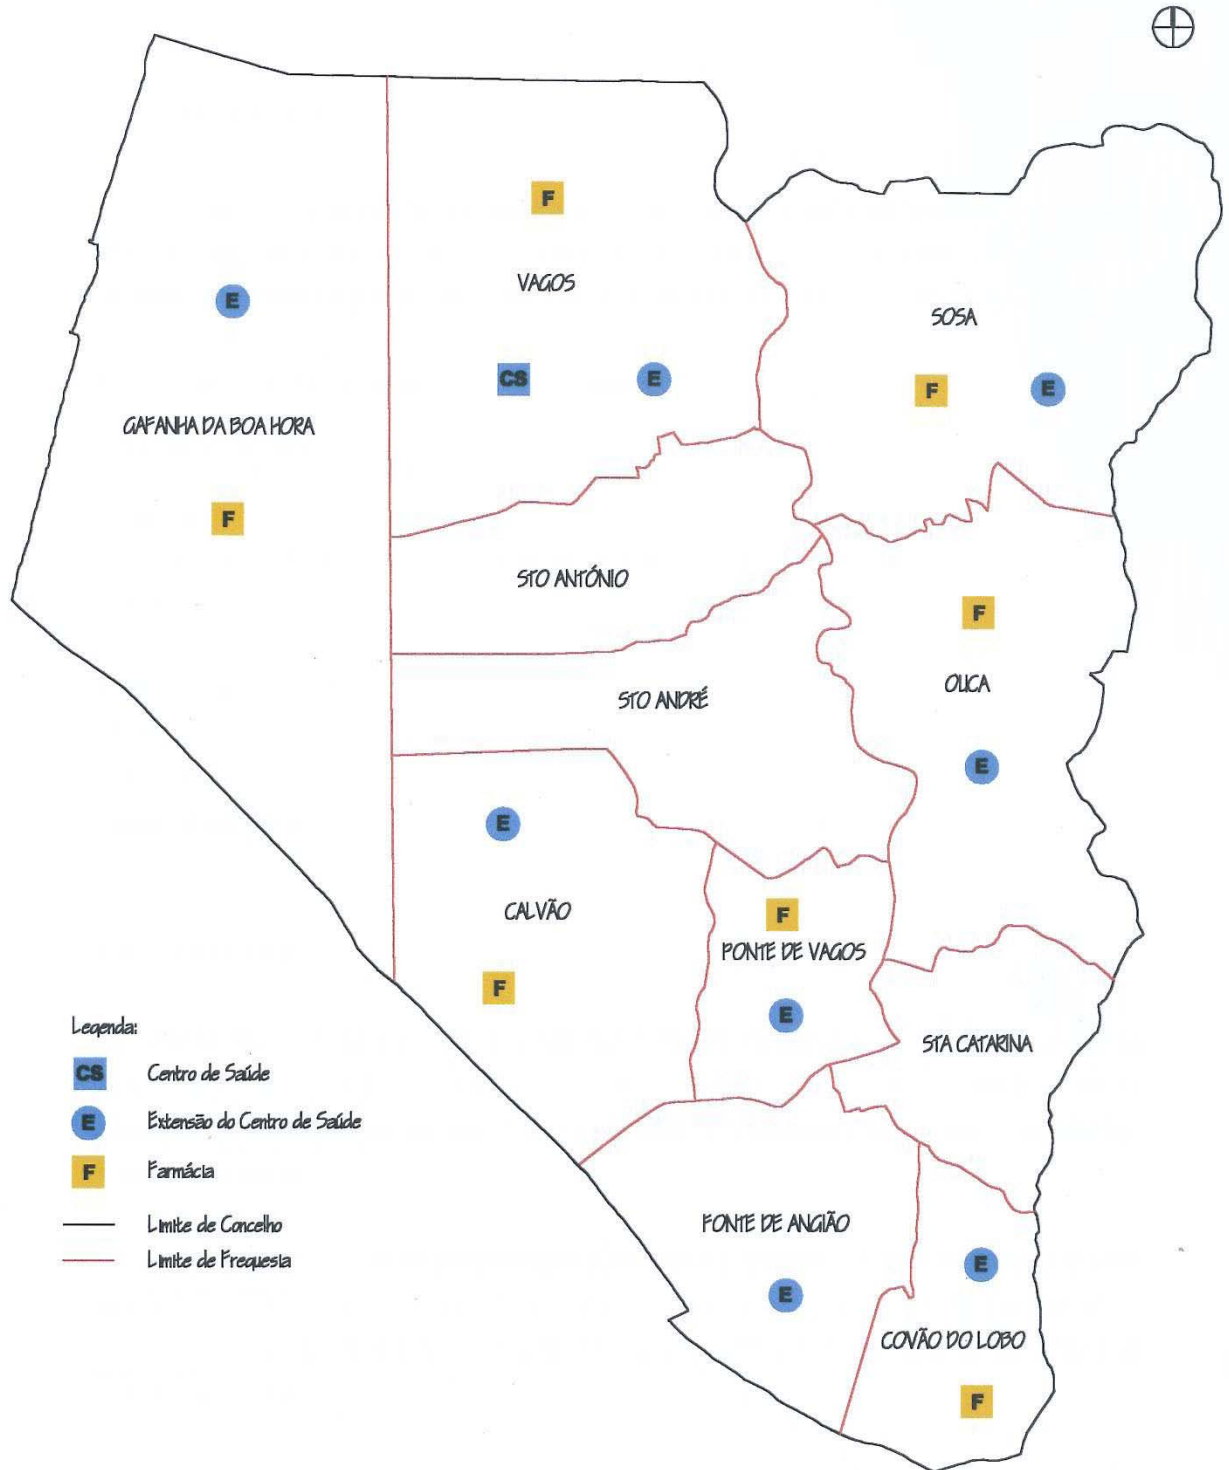 F
VAGOS
E
SOSA
CS
E
F
E
GAFANHA DA BOA HORA
F
STO ANTÓNIO
F
STO ANDRÉ
OUCA
E
E
CALVÃO
F
PONTE DE VAGOS
F
E
STA CATARINA
Legenda:
CS Centro de Saúde
E Extensão do Centro de Saúde
F Farmácia
Limite de Concelho
Limite de Freguesia
FONTE DE ANGIÃO
E
E
COVÃO DO LOBO
F